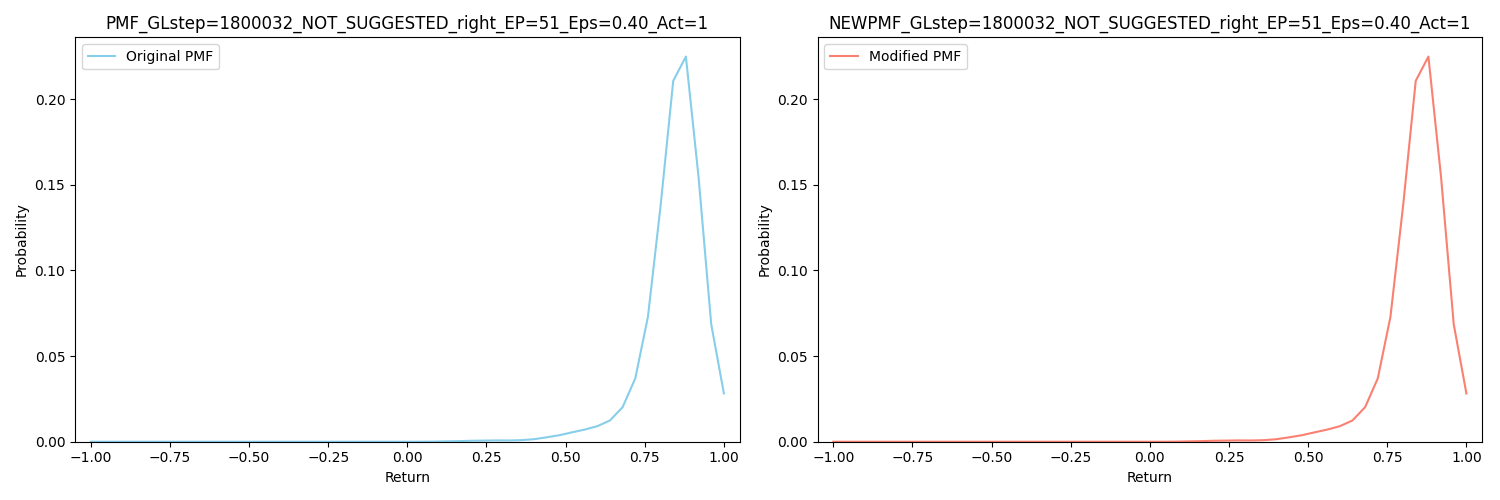 PMF_GLstep=1800032_NOT_SUGGESTED_right_EP=51_Eps=0.40_Act=1
Original PMF
Probability
0.20
0.15
0.10
0.05
0.00
−1.00 −0.75 −0.50 −0.25 0.00 0.25 0.50 0.75 1.00
Return
NEWPMF_GLstep=1800032_NOT_SUGGESTED_right_EP=51_Eps=0.40_Act=1
Modified PMF
Probability
0.20
0.15
0.10
0.05
0.00
−1.00 −0.75 −0.50 −0.25 0.00 0.25 0.50 0.75 1.00
Return